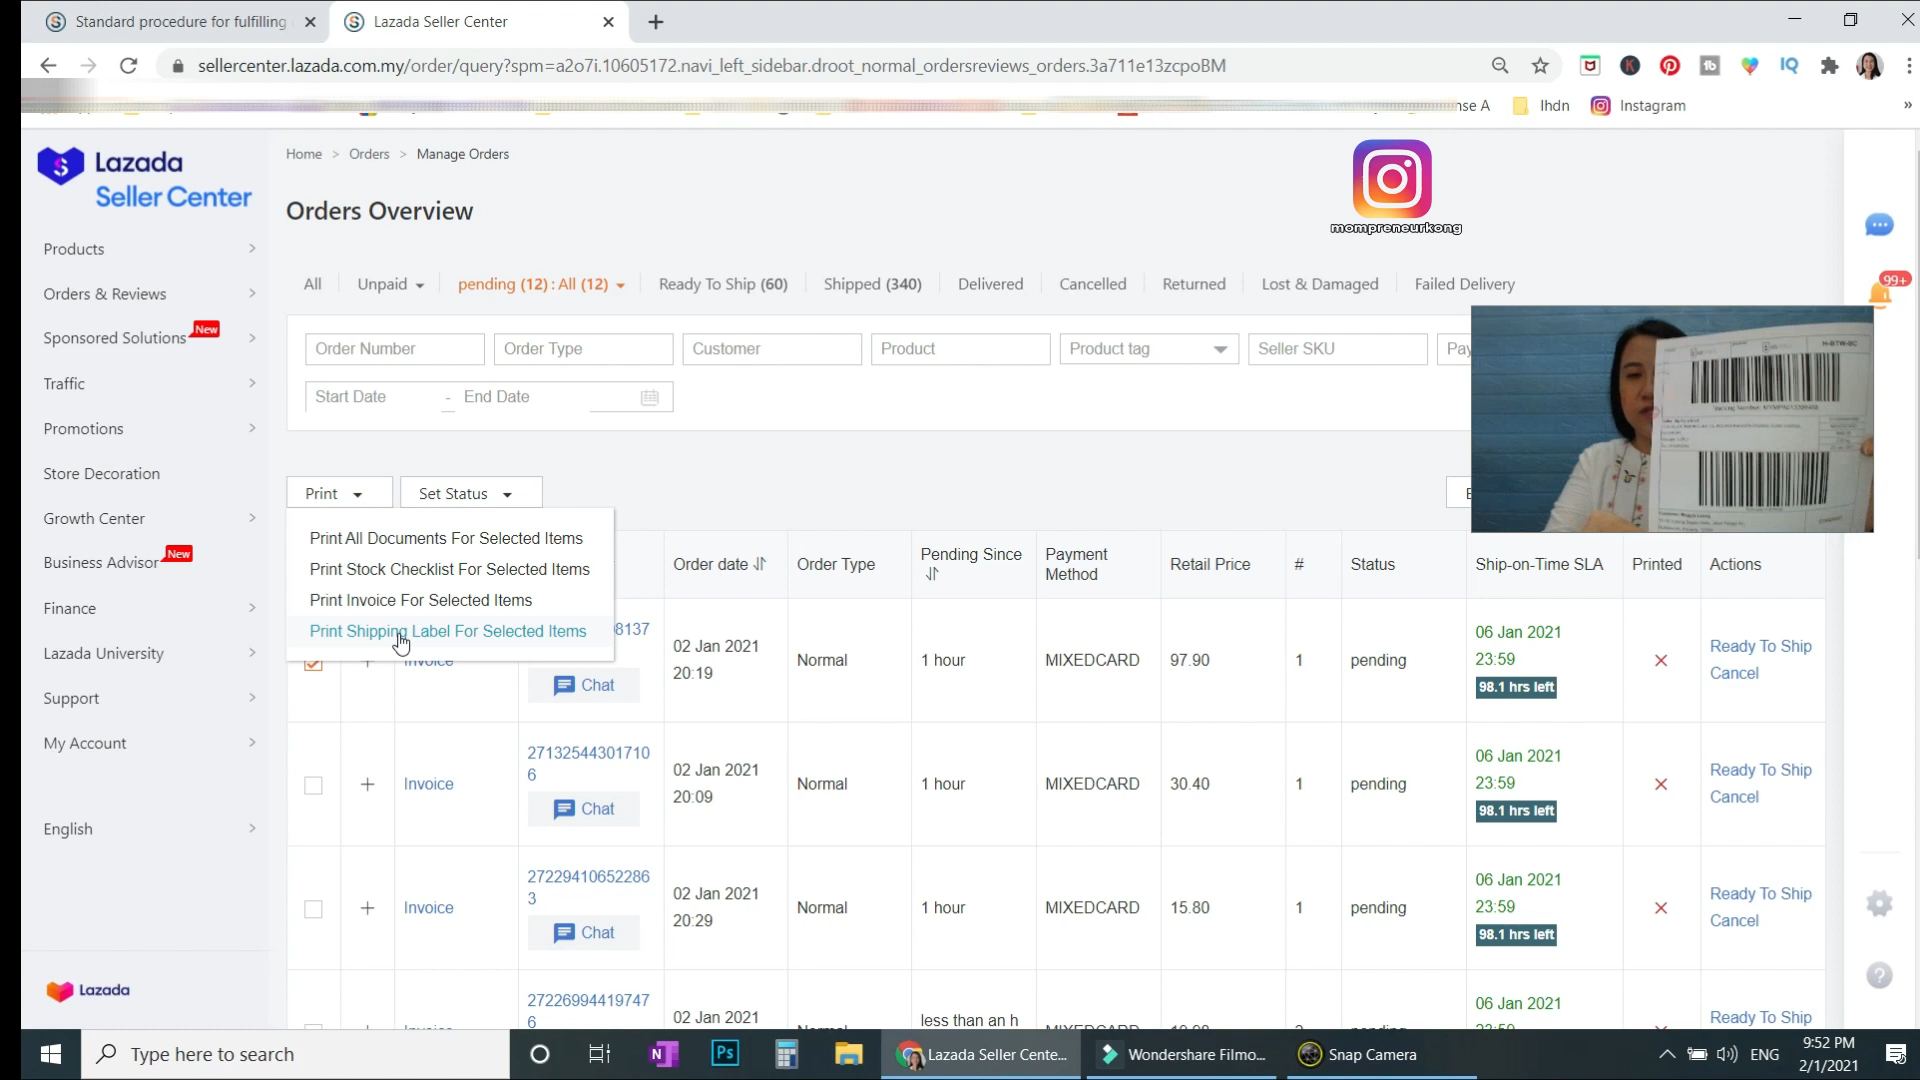 Standard procedure for fulfilling
Lazada Seller Center
sellercenter.lazada.com.my/order/query?spm=a2o7i.10605172.navi_left_sidebar.droot_normal_ordersreviews_orders.3a711e13zcpoBM
nse A
Ihdn
Instagram
Lazada
Seller Center
Home > Orders > Manage Orders
Orders Overview
mompreneurkong
Products
Orders & Reviews
Sponsored Solutions New
Traffic
Promotions
Store Decoration
Growth Center
Business Advisor New
Finance
Lazada University
Support
My Account
English
Lazada
99+
All
Unpaid
pending (12) : All (12)
Ready To Ship (60)
Shipped (340)
Delivered
Cancelled
Returned
Lost & Damaged
Failed Delivery
Order Number
Order Type
Customer
Product
Product tag
Seller SKU
Pay
Start Date - End Date
H-BTW-BC
Print
Set Status
E
Print All Documents For Selected Items
Print Stock Checklist For Selected Items
Print Invoice For Selected Items
Print Shipping Label For Selected Items
Order date
Order Type
Pending Since
Payment Method
Retail Price
#
Status
Ship-on-Time SLA
Printed
Actions
Invoice
8137
Chat
02 Jan 2021
20:19
Normal
1 hour
MIXEDCARD
97.90
1
pending
06 Jan 2021
23:59
98.1 hrs left
Ready To Ship
Cancel
Invoice
27132544301710
6
Chat
02 Jan 2021
20:09
Normal
1 hour
MIXEDCARD
30.40
1
pending
06 Jan 2021
23:59
98.1 hrs left
Ready To Ship
Cancel
Invoice
27229410652286
3
Chat
02 Jan 2021
20:29
Normal
1 hour
MIXEDCARD
15.80
1
pending
06 Jan 2021
23:59
98.1 hrs left
Ready To Ship
Cancel
27226994419747
6
02 Jan 2021
less than an h
06 Jan 2021
Ready To Ship
Type here to search
Lazada Seller Cente...
Wondershare Filmo...
Snap Camera
ENG
9:52 PM
2/1/2021